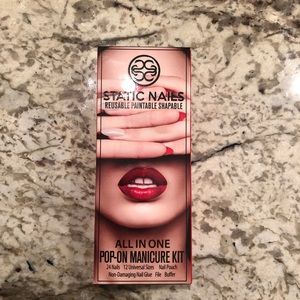 STATIC NAILS
REUSABLE PAINTABLE SHAPABLE
ALL IN ONE
POP-ON MANICURE KIT
24 Nails 12 Universal Sizes Nail Pouch
Non-Damaging Nail Glue File Buffer